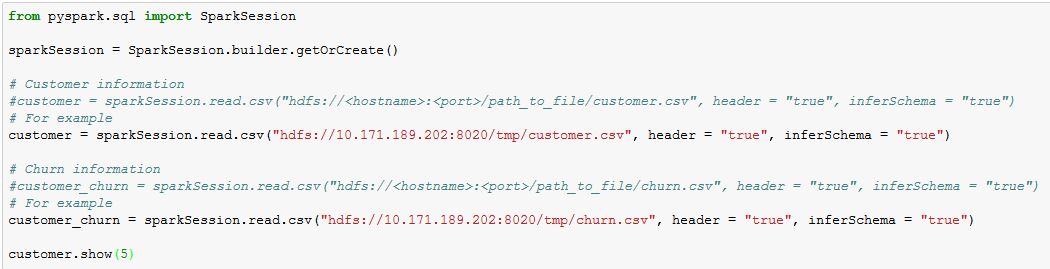 from pyspark.sql import SparkSession
sparkSession = SparkSession.builder.getOrCreate()
# Customer information
#customer = sparkSession.read.csv("hdfs://<hostname>:<port>/path_to_file/customer.csv", header = "true", inferSchema = "true")
# For example
customer = sparkSession.read.csv("hdfs://10.171.189.202:8020/tmp/customer.csv", header = "true", inferSchema = "true")
# Churn information
#customer_churn = sparkSession.read.csv("hdfs://<hostname>:<port>/path_to_file/churn.csv", header = "true", inferSchema = "true")
# For example
customer_churn = sparkSession.read.csv("hdfs://10.171.189.202:8020/tmp/churn.csv", header = "true", inferSchema = "true")
customer.show(5)